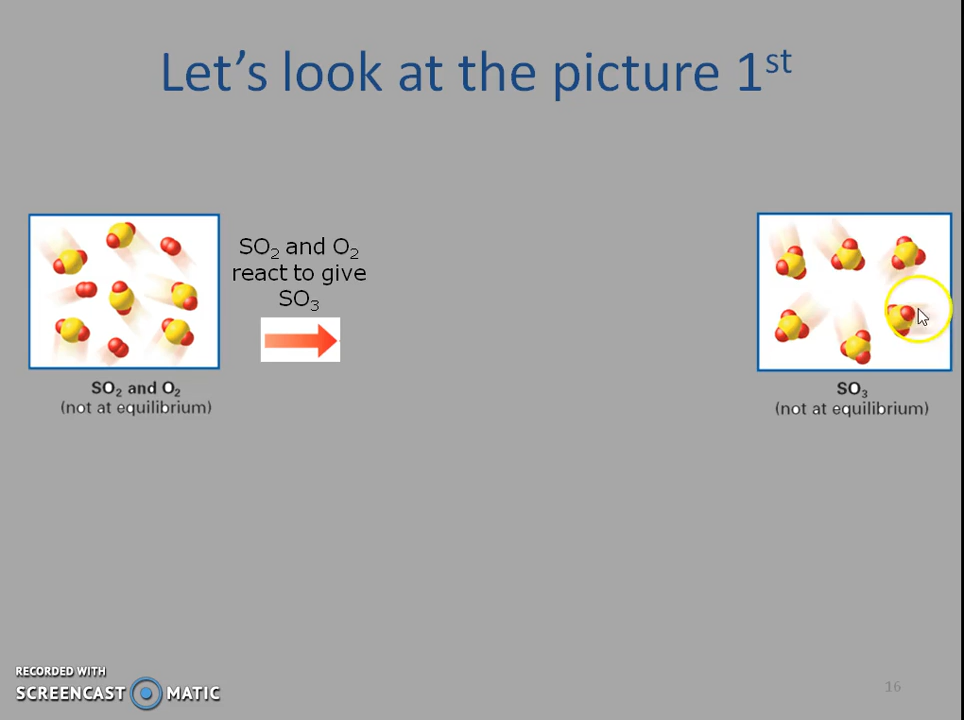 Let's look at the picture 1st
SO2 and O2
react to give
SO3
SO2 and O2
(not at equilibrium)
SO3
(not at equilibrium)
RECORDED WITH
SCREENCAST MATIC
16